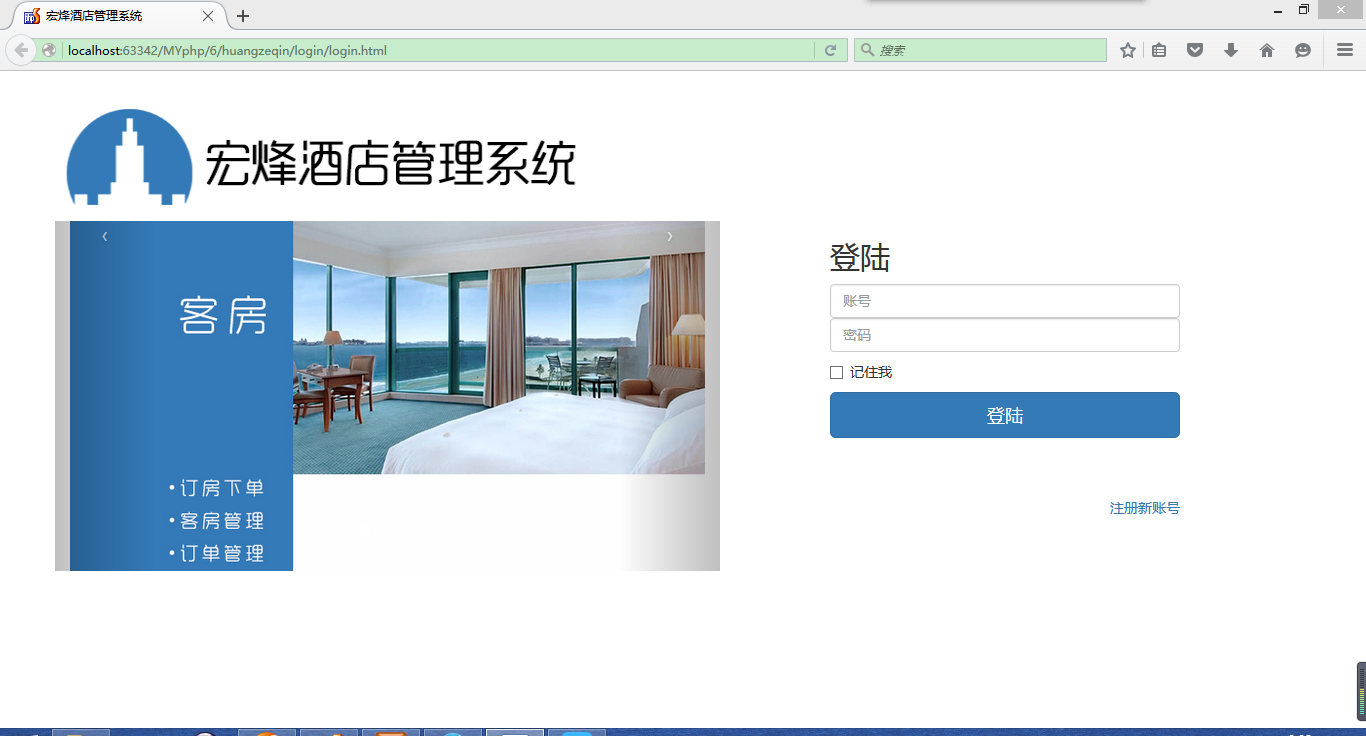 宏烽酒店管理系统
localhost:63342/MYphp/6/huangzeqin/login/login.html
搜索
宏烽酒店管理系统
客房
•订房下单
•客房管理
•订单管理
登陆
账号
密码
记住我
登陆
注册新账号